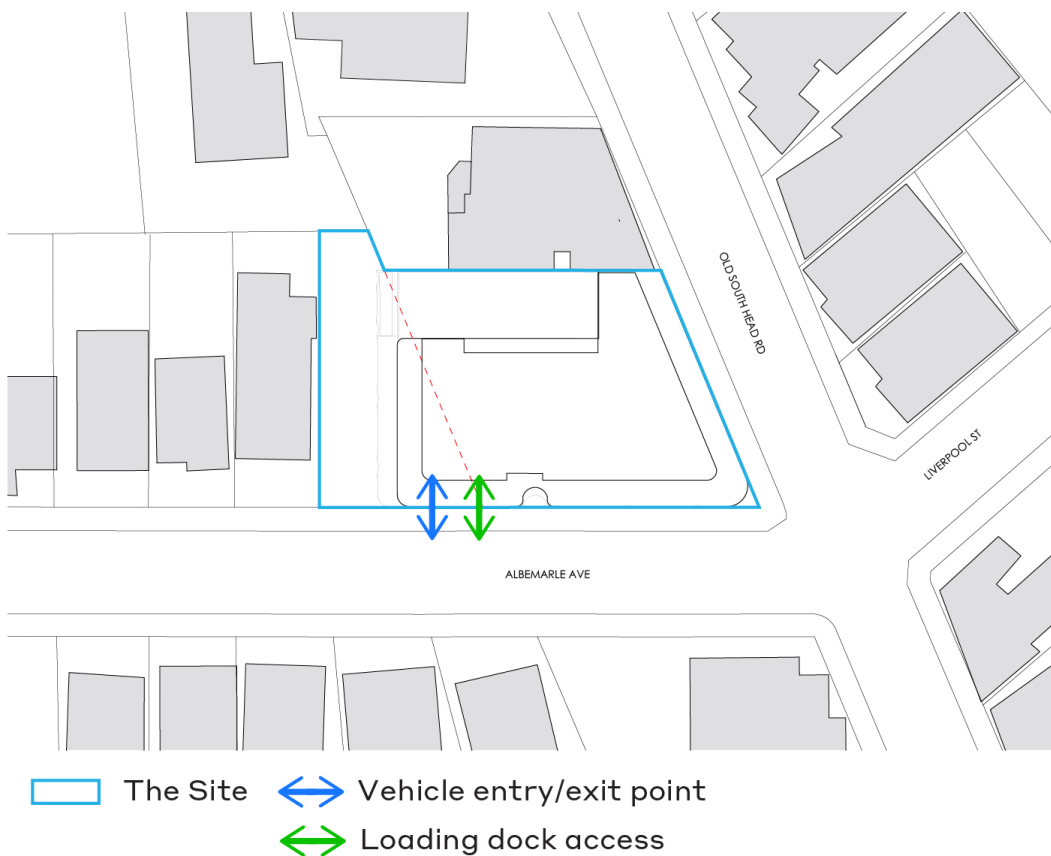 OLD SOUTH HEAD RD
LIVERPOOL ST
ALBEMARLE AVE
The Site
Vehicle entry/exit point
Loading dock access